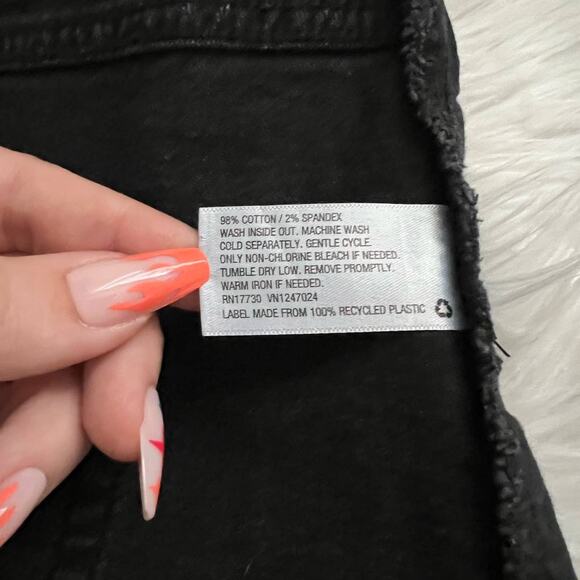 98% COTTON / 2% SPANDEX
WASH INSIDE OUT. MACHINE WASH
COLD SEPARATELY. GENTLE CYCLE.
ONLY NON-CHLORINE BLEACH IF NEEDED.
TUMBLE DRY LOW. REMOVE PROMPTLY.
WARM IRON IF NEEDED.
RN17730 VN1247024
LABEL MADE FROM 100% RECYCLED PLASTIC